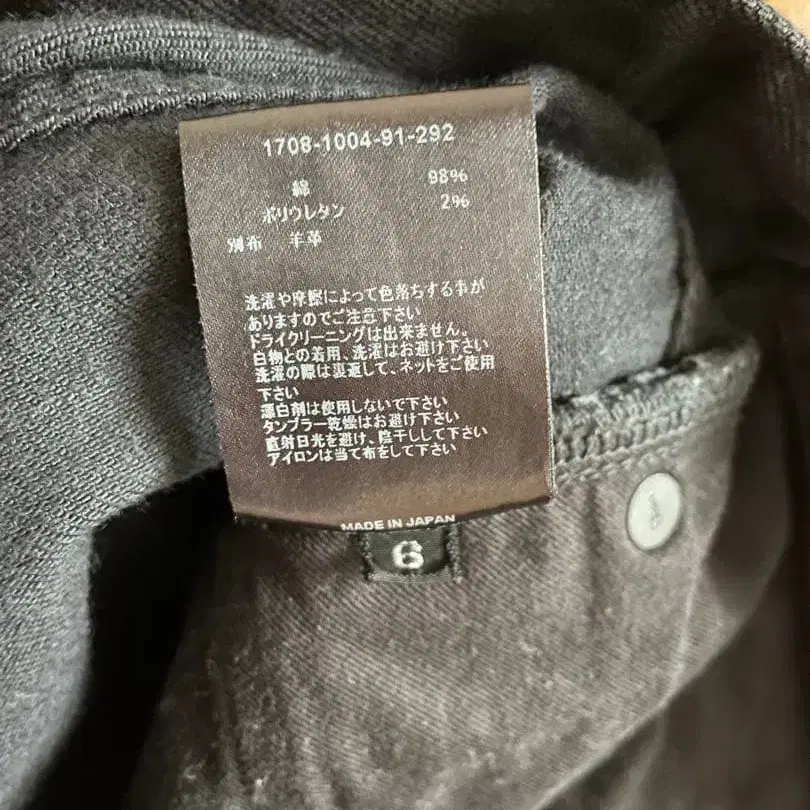 1708-1004-91-292
綿 98%
ポリウレタン 2%
別布 羊革
洗濯や摩擦によって色落ちする事が
ありますのでご注意下さい
ドライクリーニングは出来ません。
白物との着用、洗濯はお避け下さい
洗濯の際は裏返して、ネットをご使用
下さい
漂白剤は使用しないで下さい
タンブラー乾燥はお避け下さい
直射日光を避け、陰干しして下さい
アイロンは当て布をして下さい
MADE IN JAPAN
6